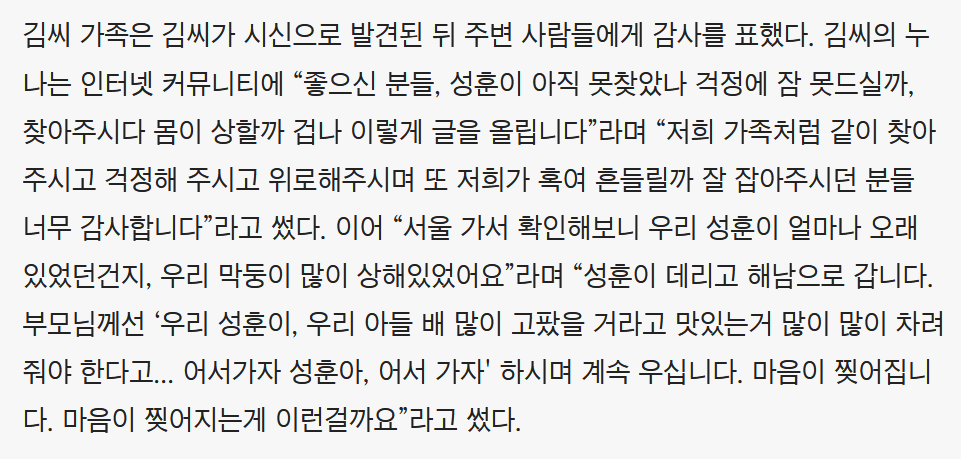 김씨 가족은 김씨가 시신으로 발견된 뒤 주변 사람들에게 감사를 표했다. 김씨의 누
나는 인터넷 커뮤니티에 “좋으신 분들, 성훈이 아직 못찾았나 걱정에 잠 못드실까,
찾아주시다 몸이 상할까 겁나 이렇게 글을 올립니다”라며 “저희 가족처럼 같이 찾아
주시고 걱정해 주시고 위로해주시며 또 저희가 혹여 흔들릴까 잘 잡아주시던 분들
너무 감사합니다”라고 썼다. 이어 “서울 가서 확인해보니 우리 성훈이 얼마나 오래
있었던건지, 우리 막둥이 많이 상해있었어요”라며 “성훈이 데리고 해남으로 갑니다.
부모님께선 ‘우리 성훈이, 우리 아들 배 많이 고팠을 거라고 맛있는거 많이 많이 차려
줘야 한다고... 어서가자 성훈아, 어서 가자' 하시며 계속 우십니다. 마음이 찢어집니
다. 마음이 찢어지는게 이런걸까요”라고 썼다.